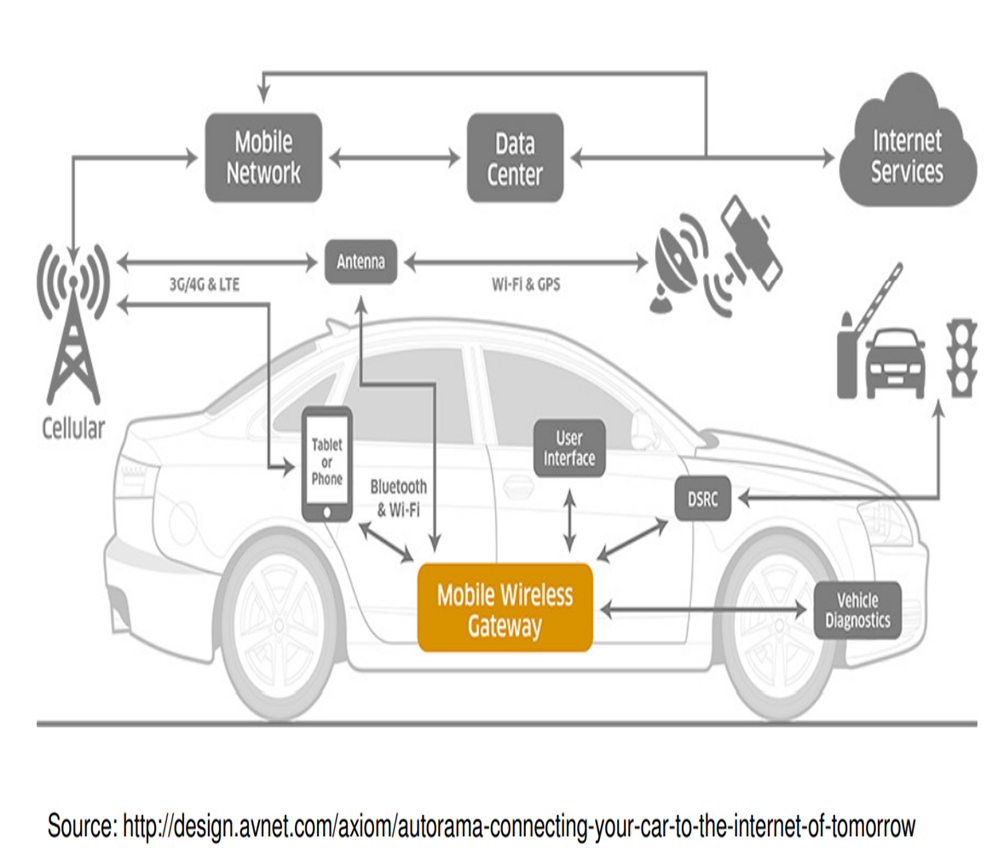 Mobile
Network
Data
Center
Internet
Services
Antenna
3G/4G & LTE
Wi-Fi & GPS
Cellular
Tablet
or
Phone
Bluetooth
& Wi-Fi
User
Interface
DSRC
Mobile Wireless
Gateway
Vehicle
Diagnostics
Source: http://design.avnet.com/axiom/autorama-connecting-your-car-to-the-internet-of-tomorrow